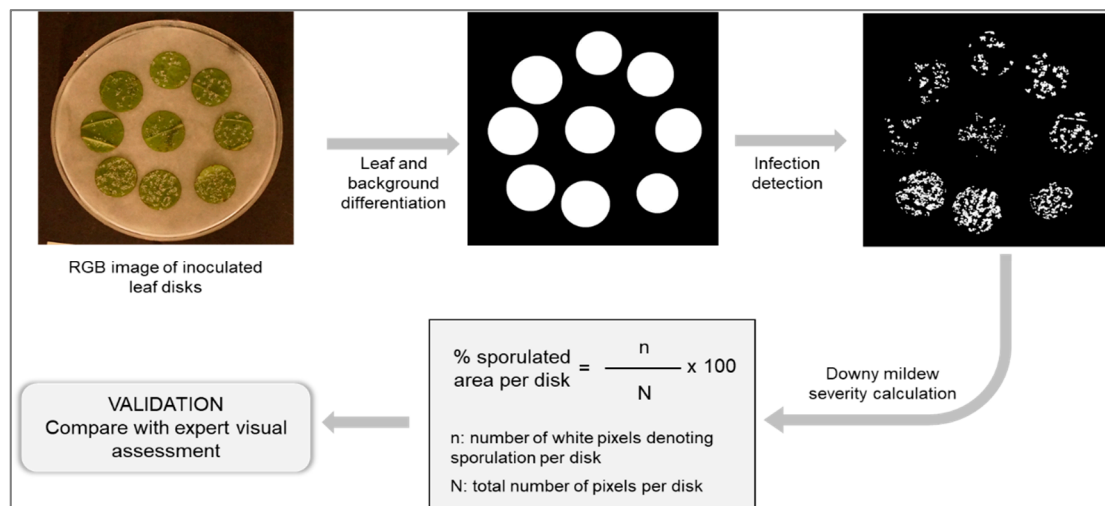 RGB image of inoculated
leaf disks
Leaf and
background
differentiation
Infection
detection
Downy mildew
severity calculation
% sporulated
area per disk = n / N x 100
n: number of white pixels denoting
sporulation per disk
N: total number of pixels per disk
VALIDATION
Compare with expert visual
assessment